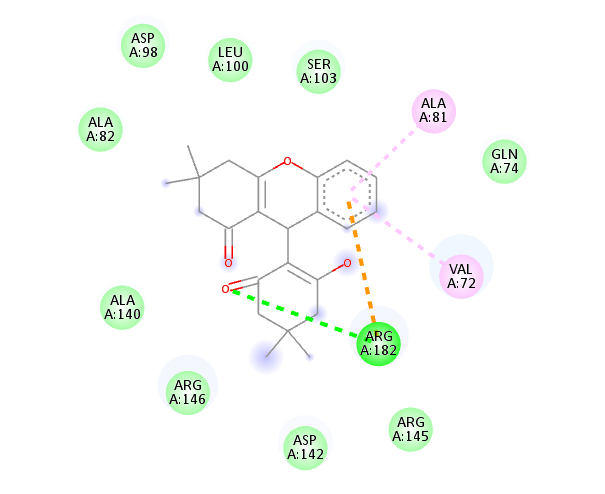 ASP
A:98
LEU
A:100
SER
A:103
ALA
A:81
ALA
A:82
GLN
A:74
O
O
O
O
VAL
A:72
ALA
A:140
ARG
A:182
ARG
A:146
ARG
A:145
ASP
A:142